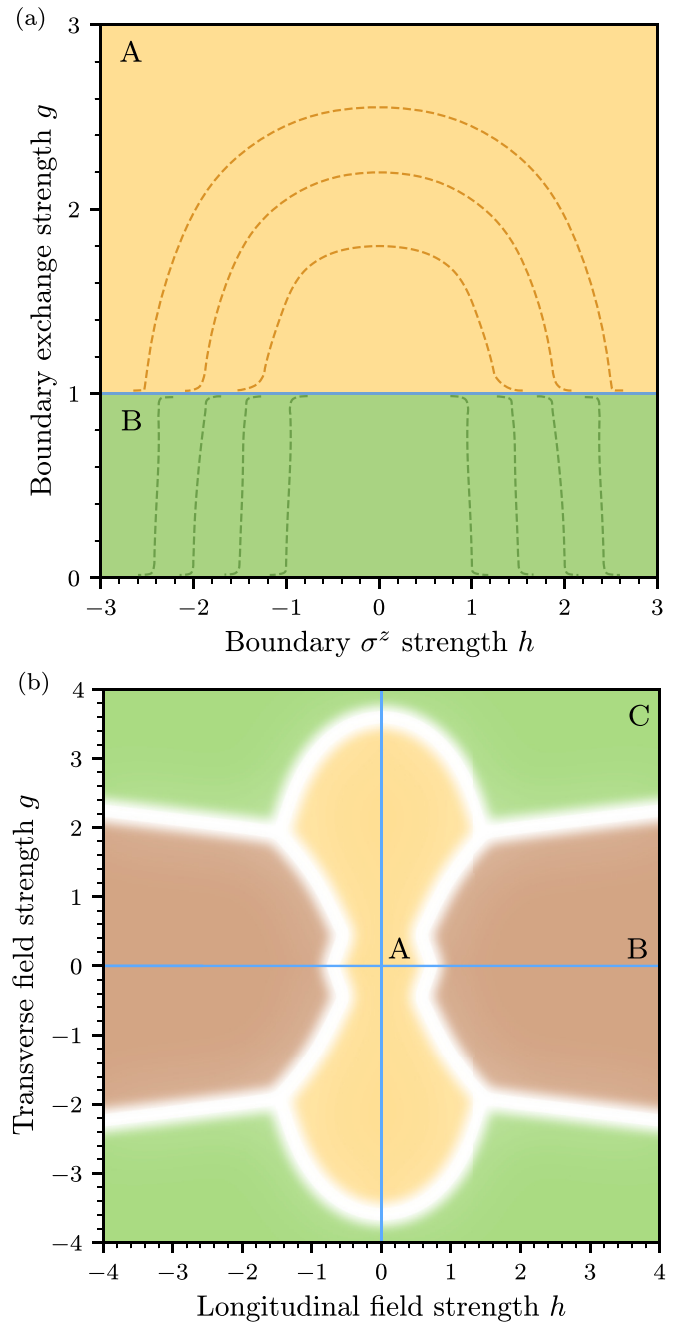 (a)
3
A
2
1
B
0
Boundary exchange strength g
−3
−2
−1
0
1
2
3
Boundary σᶻ strength h
(b)
4
C
3
2
1
A
B
0
−1
−2
−3
−4
Transverse field strength g
−4
−3
−2
−1
0
1
2
3
4
Longitudinal field strength h